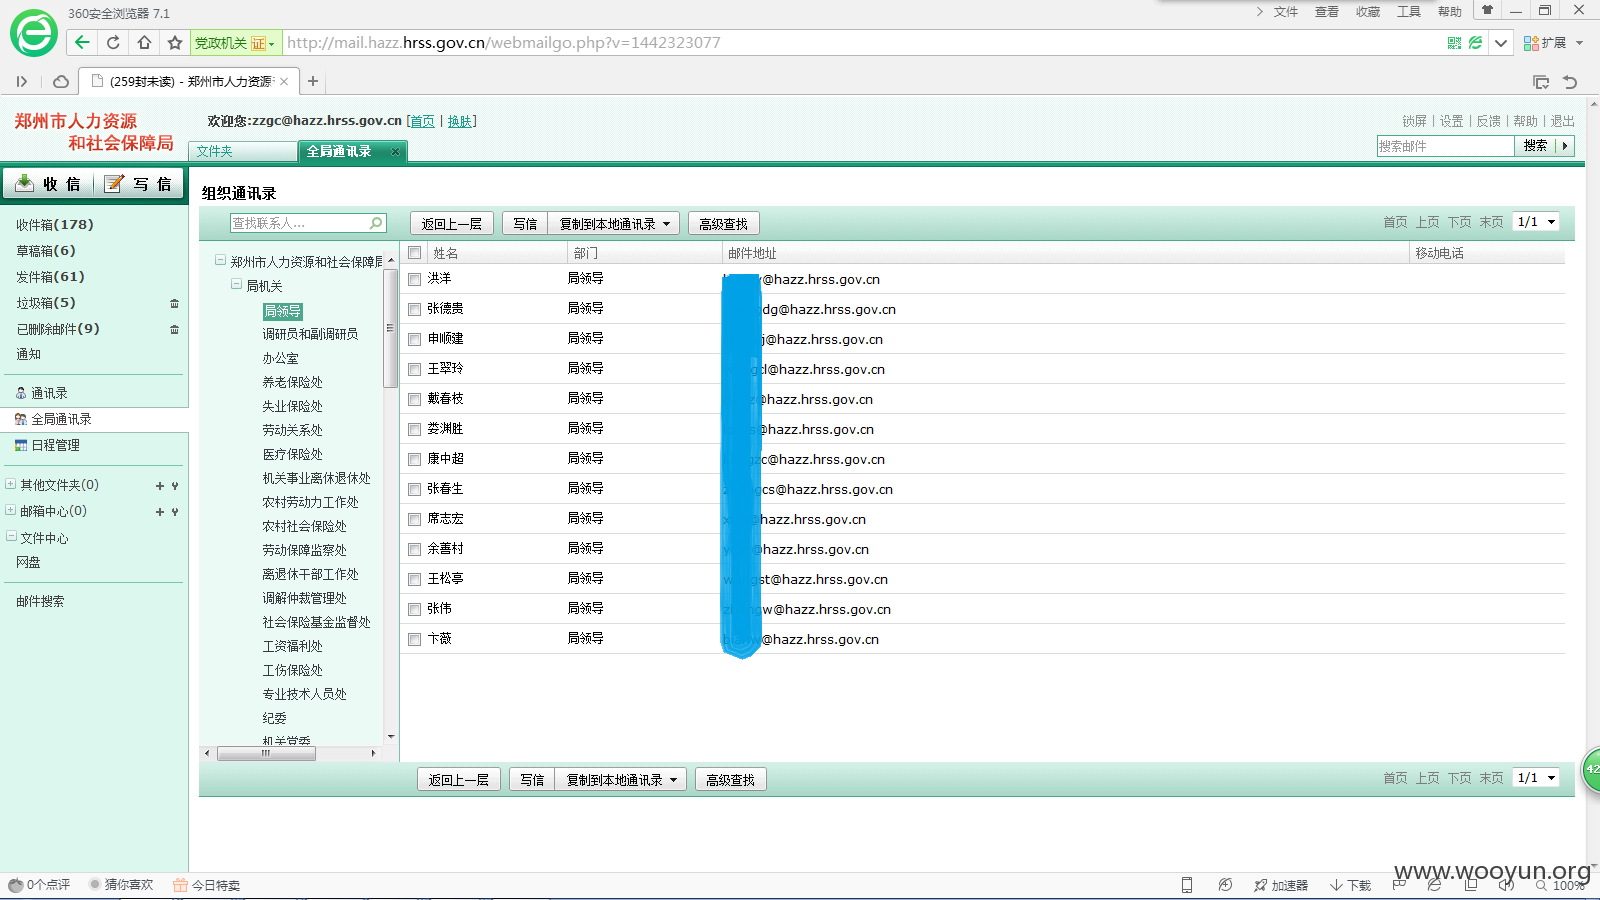 360安全浏览器 7.1
文件 查看 收藏 工具 帮助
党政机关 证 http://mail.hazz.hrss.gov.cn/webmailgo.php?v=1442323077
扩展
(259封未读) - 郑州市人力资源
郑州市人力资源
和社会保障局
欢迎您:zzgc@hazz.hrss.gov.cn [首页 | 换肤]
锁屏 | 设置 | 反馈 | 帮助 | 退出
文件夹 全局通讯录
搜索邮件 搜索
收信 写信
组织通讯录
收件箱(178)
草稿箱(6)
发件箱(61)
垃圾箱(5)
已删除邮件(9)
通知
通讯录
全局通讯录
日程管理
其他文件夹(0)
邮箱中心(0)
文件中心
网盘
邮件搜索
查找联系人...
返回上一层 写信 复制到本地通讯录 高级查找
首页 上页 下页 末页 1/1
郑州市人力资源和社会保障局
局机关
局领导
调研员和副调研员
办公室
养老保险处
失业保险处
劳动关系处
医疗保险处
机关事业离休退休处
农村劳动力工作处
农村社会保险处
劳动保障监察处
离退休干部工作处
调解仲裁管理处
社会保险基金监督处
工资福利处
工伤保险处
专业技术人员处
纪委
机关党委
姓名 部门 邮件地址 移动电话
洪洋 局领导 @hazz.hrss.gov.cn
张德贵 局领导 dg@hazz.hrss.gov.cn
申顺建 局领导 j@hazz.hrss.gov.cn
王翠玲 局领导 cl@hazz.hrss.gov.cn
戴春枝 局领导 z@hazz.hrss.gov.cn
娄渊胜 局领导 s@hazz.hrss.gov.cn
康中超 局领导 zc@hazz.hrss.gov.cn
张春生 局领导 gcs@hazz.hrss.gov.cn
席志宏 局领导 @hazz.hrss.gov.cn
余善村 局领导 @hazz.hrss.gov.cn
王松亭 局领导 gst@hazz.hrss.gov.cn
张伟 局领导 gw@hazz.hrss.gov.cn
卞薇 局领导 @hazz.hrss.gov.cn
返回上一层 写信 复制到本地通讯录 高级查找
首页 上页 下页 末页 1/1
42
0个点评 猜你喜欢 今日特卖
加速器 下载 100%
www.wooyun.org